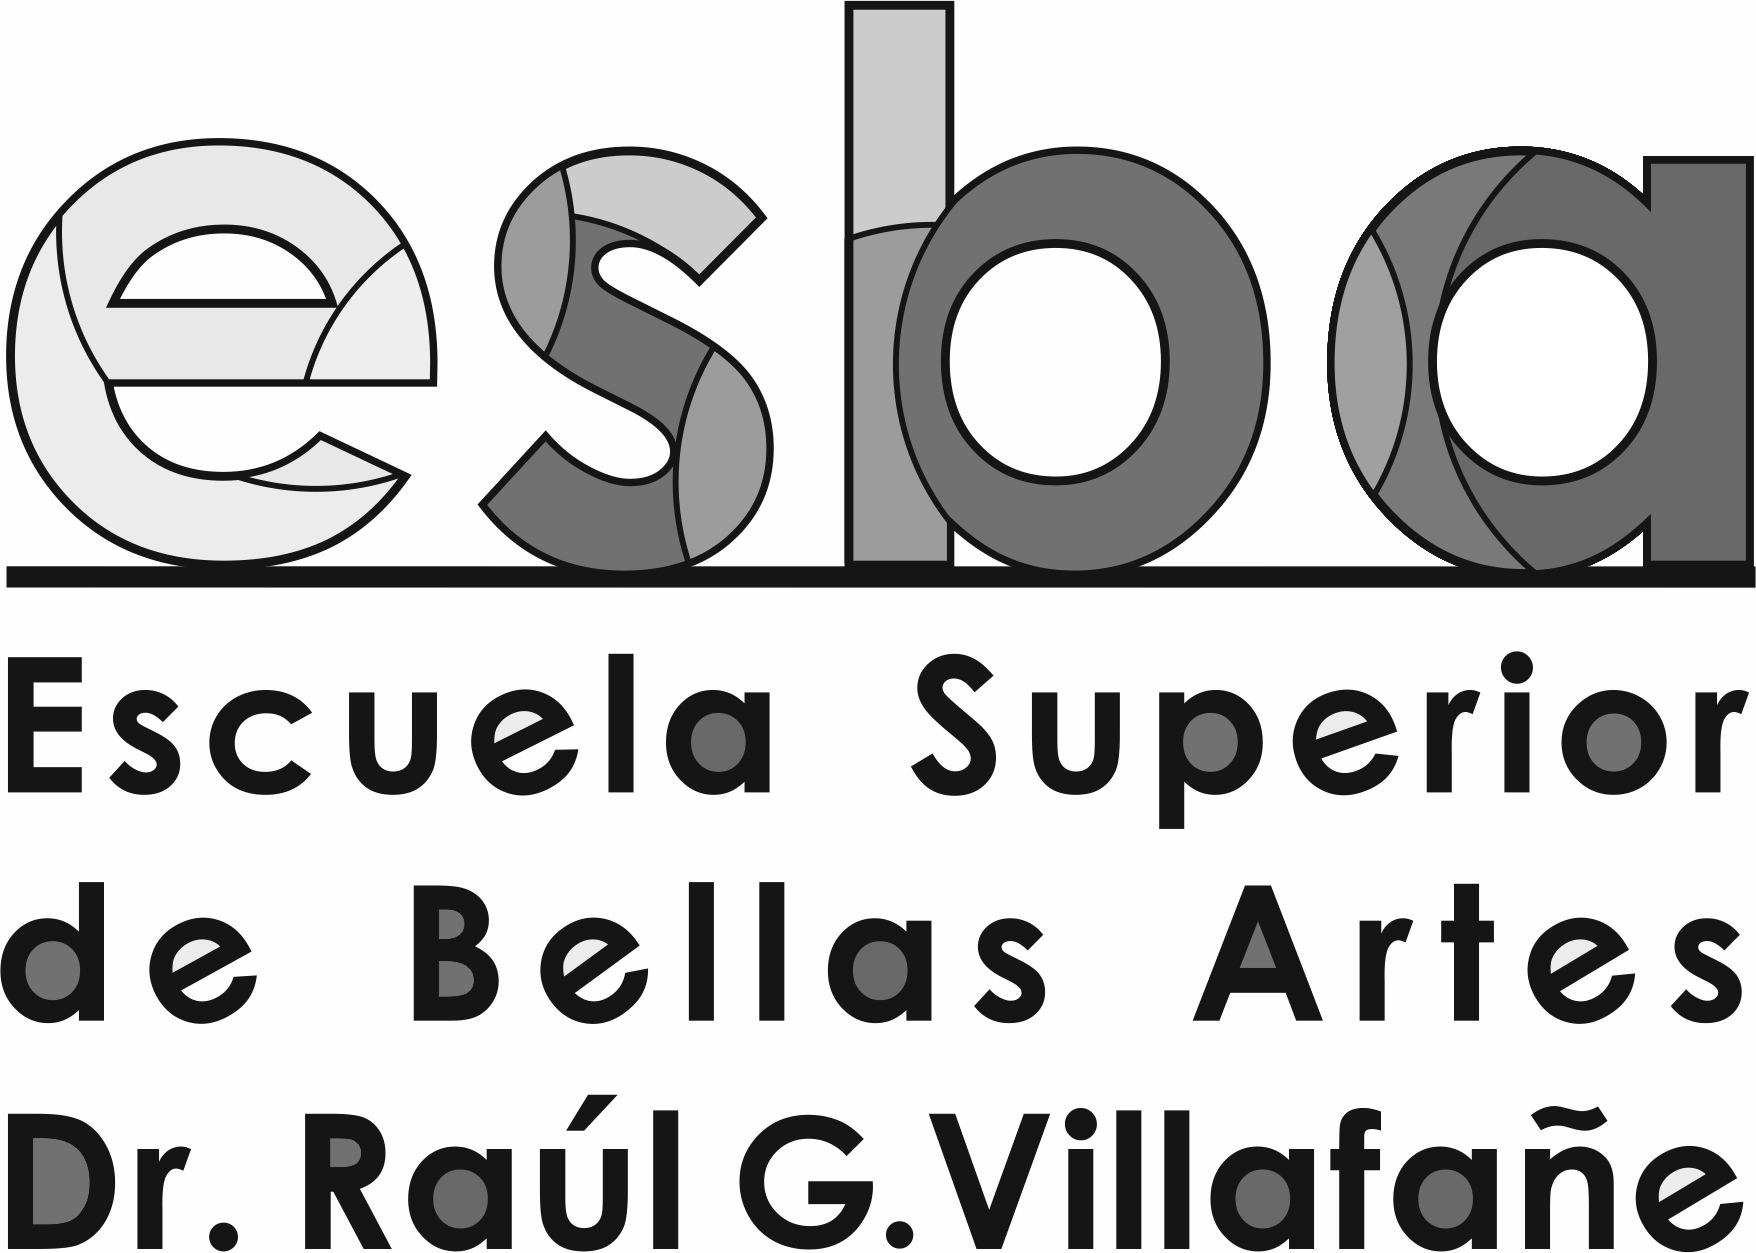 esba
Escuela Superior
de Bellas Artes
Dr. Raúl G.Villafañe